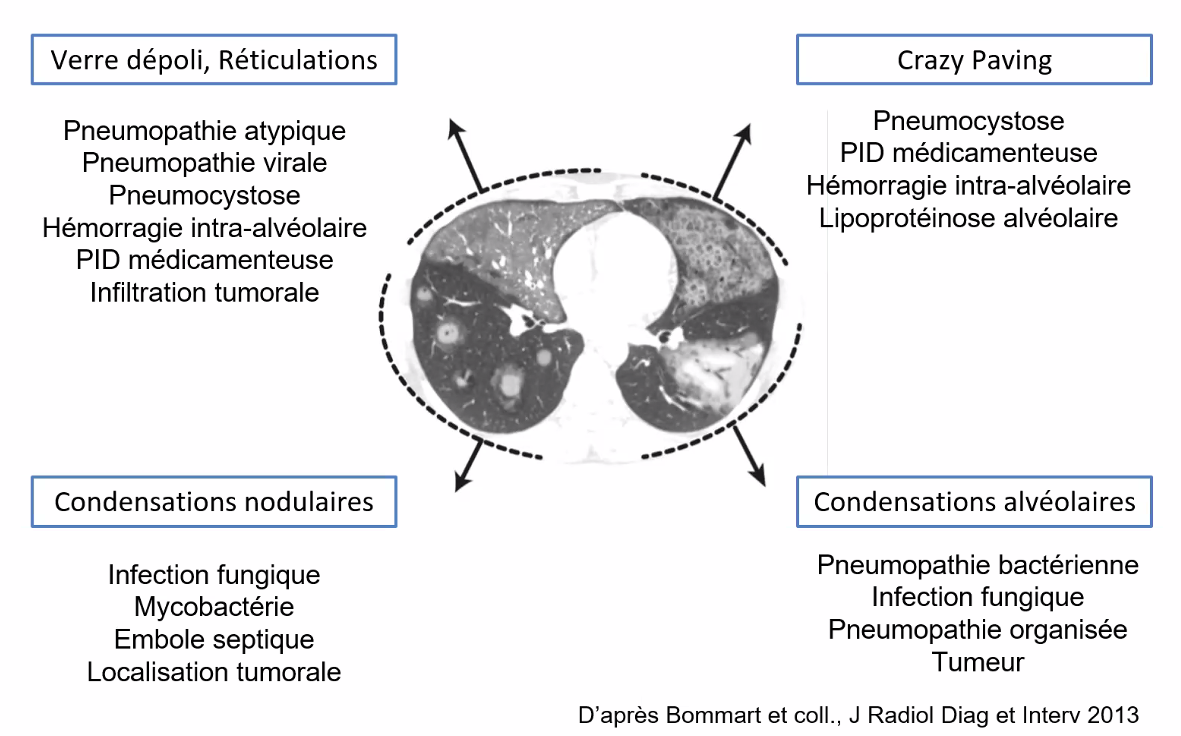 Verre dépoli, Réticulations
Pneumopathie atypique
Pneumopathie virale
Pneumocystose
Hémorragie intra-alvéolaire
PID médicamenteuse
Infiltration tumorale
Crazy Paving
Pneumocystose
PID médicamenteuse
Hémorragie intra-alvéolaire
Lipoprotéinose alvéolaire
Condensations nodulaires
Infection fungique
Mycobactérie
Embole septique
Localisation tumorale
Condensations alvéolaires
Pneumopathie bactérienne
Infection fungique
Pneumopathie organisée
Tumeur
D’après Bommart et coll., J Radiol Diag et Interv 2013